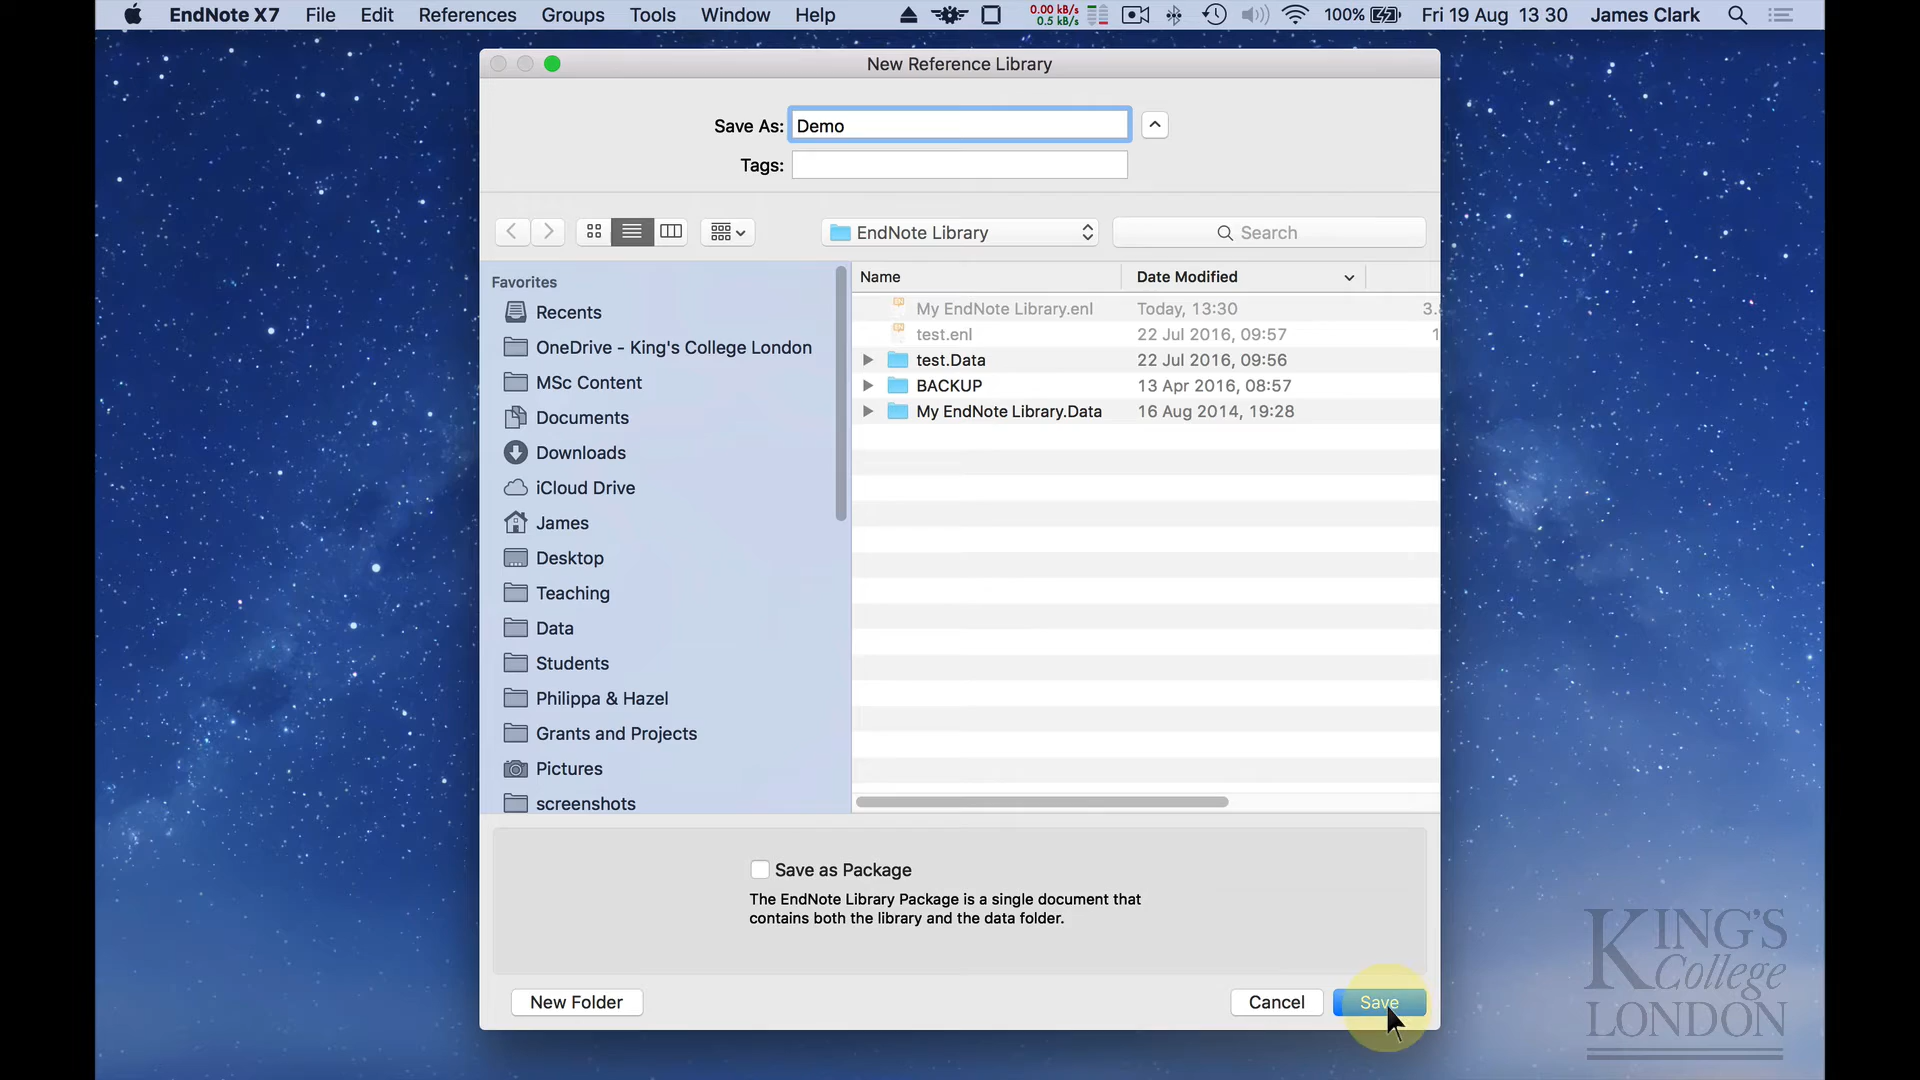 EndNote X7 File Edit References Groups Tools Window Help 0.00 kB/s 0.5 kB/s 100% Fri 19 Aug 13 30 James Clark
New Reference Library
Save As: Demo
Tags:
EndNote Library Search
Favorites
Recents
OneDrive - King's College London
MSc Content
Documents
Downloads
iCloud Drive
James
Desktop
Teaching
Data
Students
Philippa & Hazel
Grants and Projects
Pictures
screenshots
Name Date Modified
My EndNote Library.enl Today, 13:30
test.enl 22 Jul 2016, 09:57
test.Data 22 Jul 2016, 09:56
BACKUP 13 Apr 2016, 08:57
My EndNote Library.Data 16 Aug 2014, 19:28
Save as Package
The EndNote Library Package is a single document that
contains both the library and the data folder.
New Folder Cancel Save
KING'S
College
LONDON